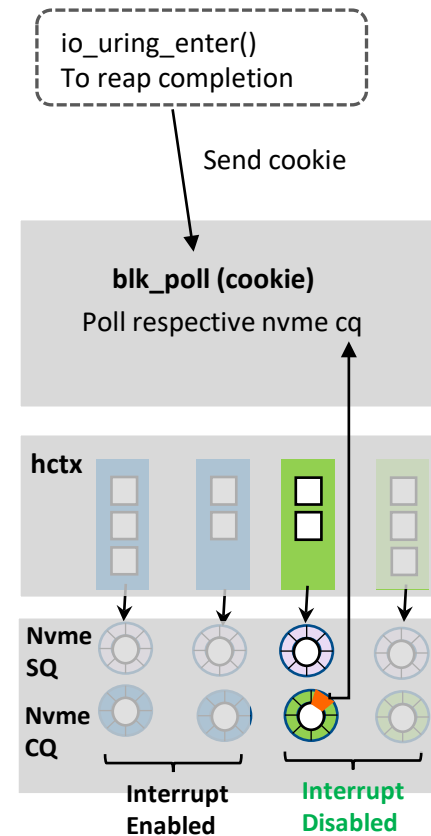 io_uring_enter()
To reap completion
Send cookie
blk_poll (cookie)
Poll respective nvme cq
hctx
Nvme
SQ
Nvme
CQ
Interrupt
Enabled
Interrupt
Disabled